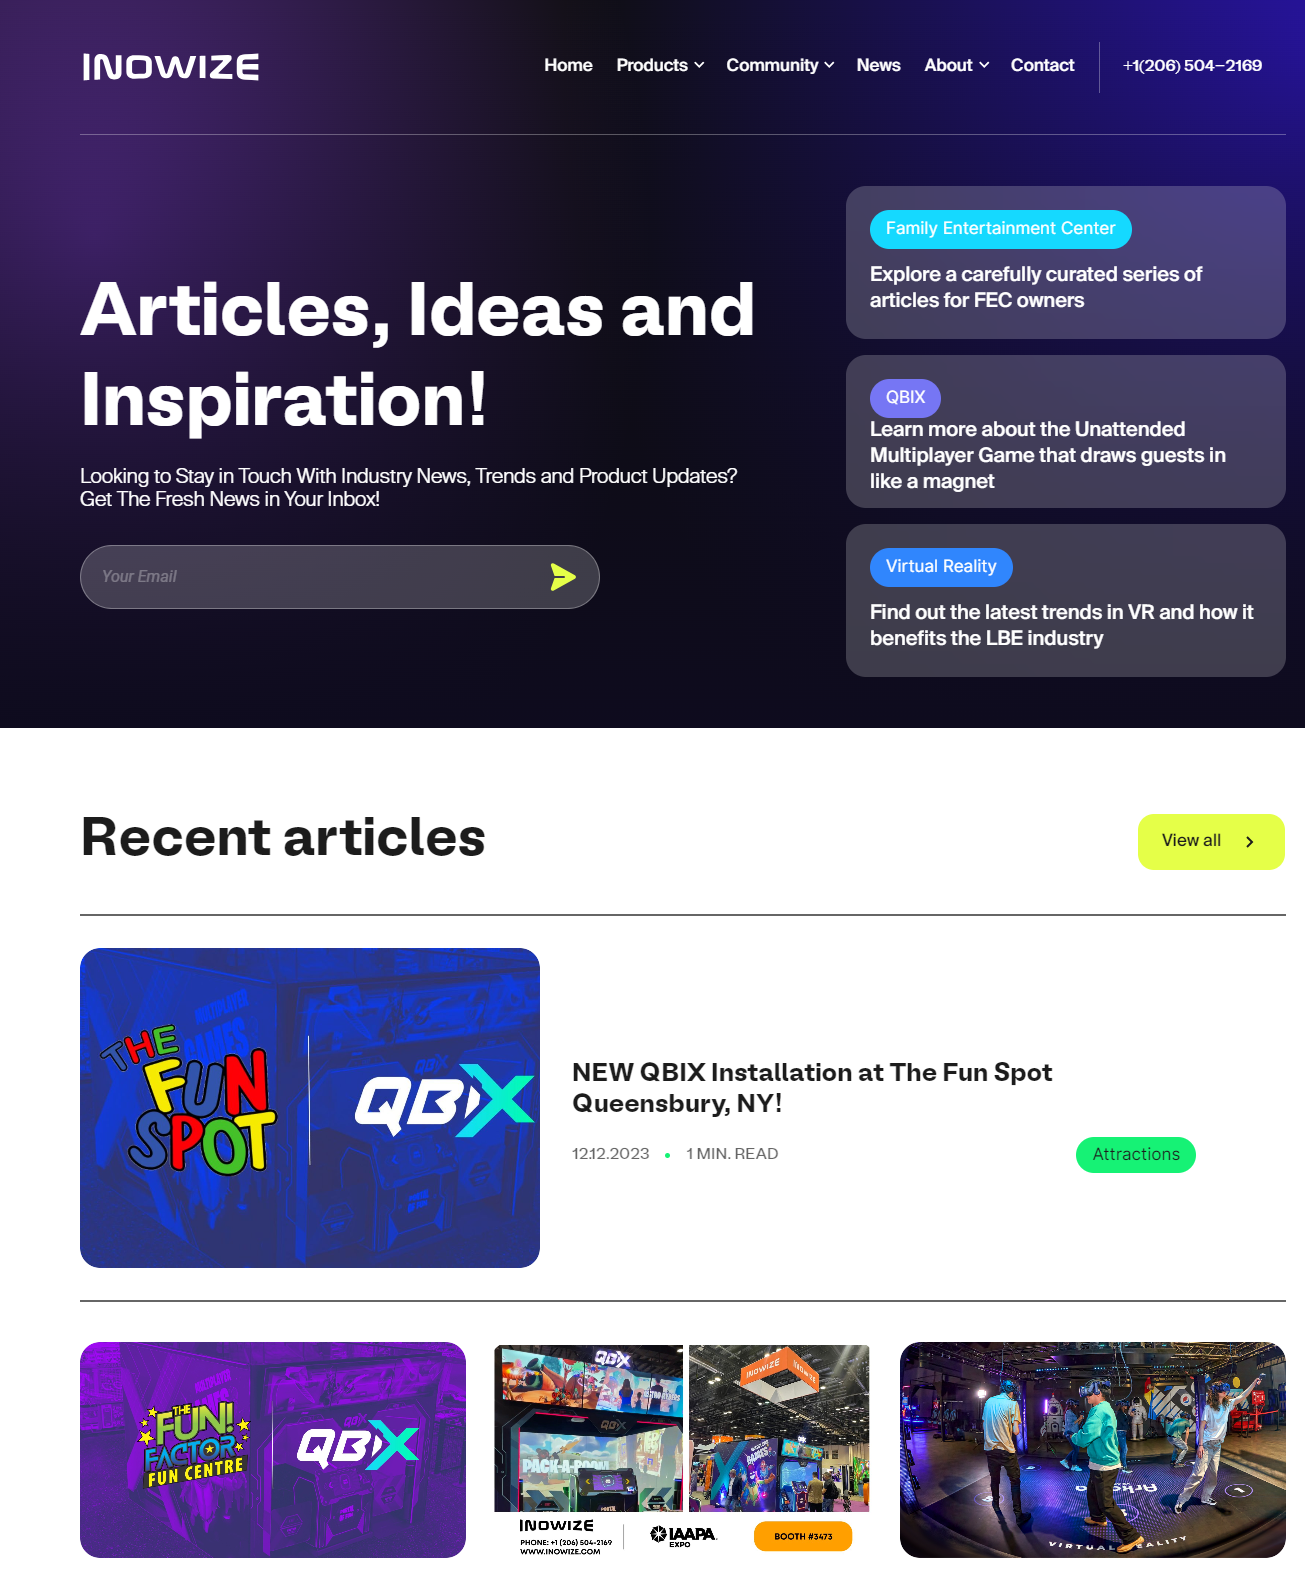 INOWIZE
Home Products Community News About Contact +1(206) 504–2169
Articles, Ideas and
Inspiration!
Looking to Stay in Touch With Industry News, Trends and Product Updates?
Get The Fresh News in Your Inbox!
Your Email
Family Entertainment Center
Explore a carefully curated series of
articles for FEC owners
QBIX
Learn more about the Unattended
Multiplayer Game that draws guests in
like a magnet
Virtual Reality
Find out the latest trends in VR and how it
benefits the LBE industry
Recent articles
View all
THE
FUN
SPOT
QBIX
NEW QBIX Installation at The Fun Spot
Queensbury, NY!
12.12.2023 1 MIN. READ
Attractions
THE
FUN!
FACTOR
FUN CENTRE
QBIX
QBIX
QBIX
PACK-A-BOOM
INOWIZE INOWIZE
INOWIZE
PHONE: +1 (206) 504-2169
WWW.INOWIZE.COM
IAAPA
EXPO
BOOTH #3473
VIRTUAL REALITY